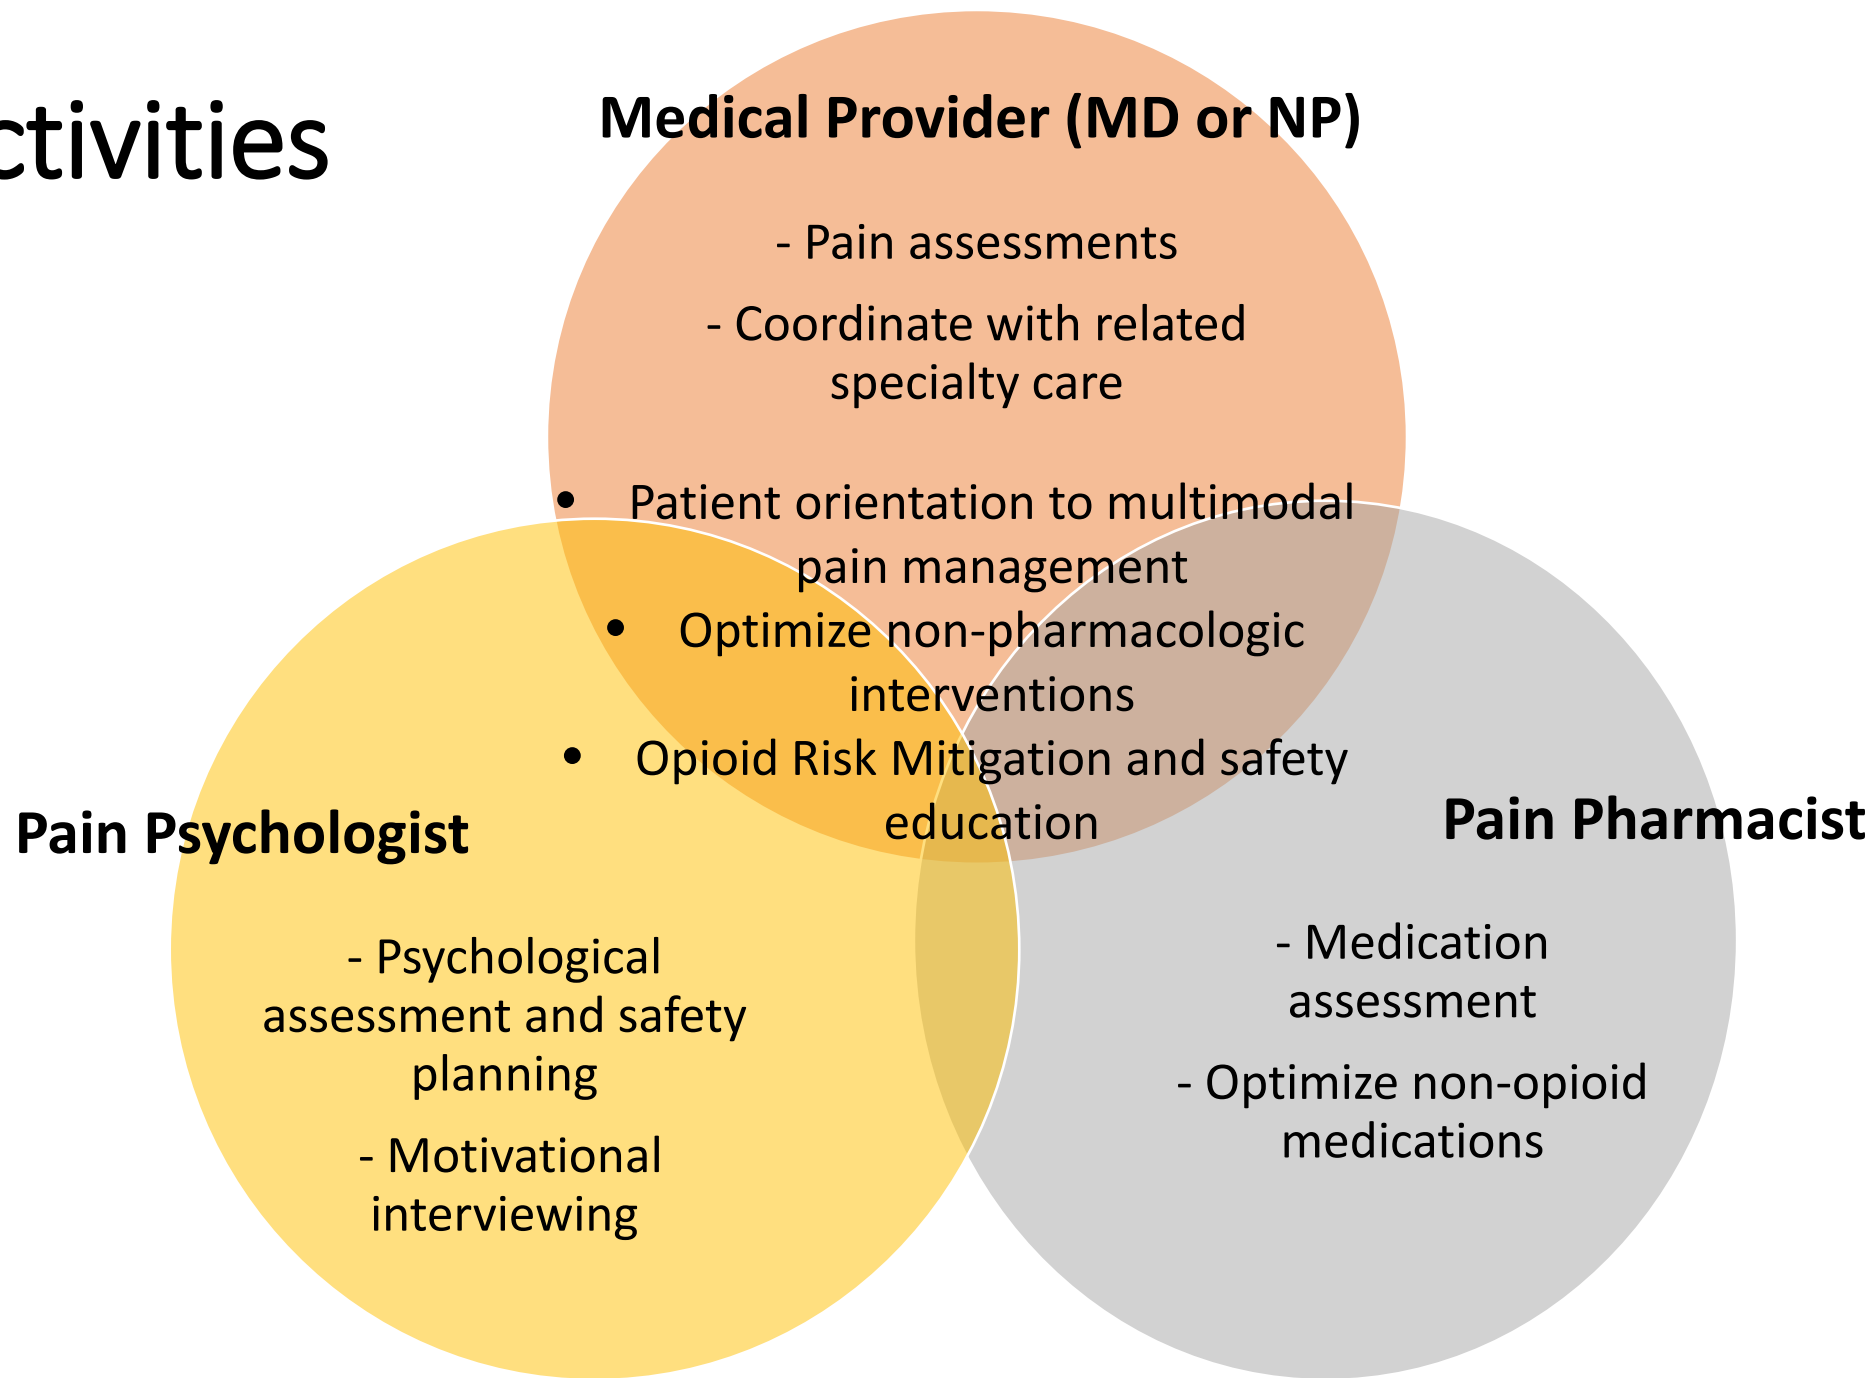 ctivities
Medical Provider (MD or NP)
- Pain assessments
- Coordinate with related
specialty care
• Patient orientation to multimodal
pain management
• Optimize non-pharmacologic
interventions
• Opioid Risk Mitigation and safety
education
Pain Psychologist
- Psychological
assessment and safety
planning
- Motivational
interviewing
Pain Pharmacist
- Medication
assessment
- Optimize non-opioid
medications